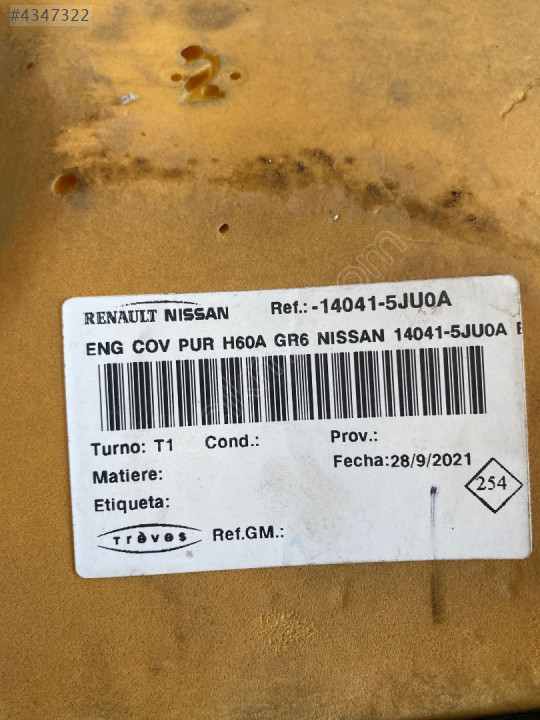 #4347322
RENAULT NISSAN Ref.:-14041-5JU0A
ENG COV PUR H60A GR6 NISSAN 14041-5JU0A
Turno: T1 Cond.: Prov.:
Fecha:28/9/2021
Matiere:
254
Etiqueta:
Trèves Ref.GM.: